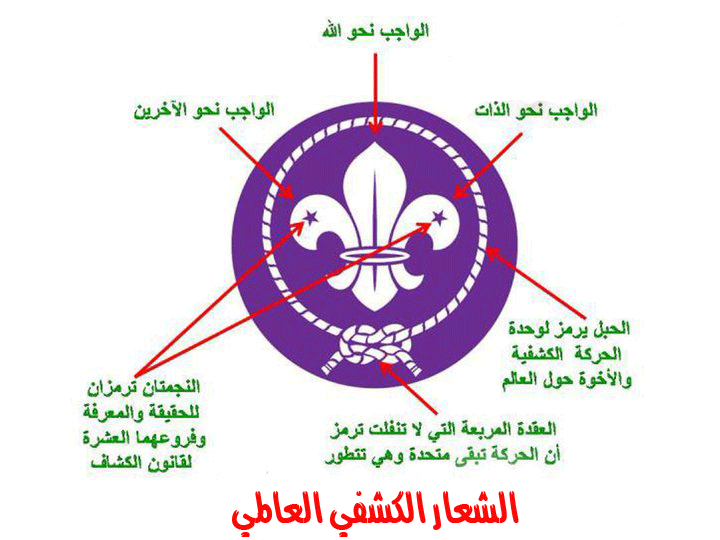 الواجب نحو الله
الواجب نحو الذات
الواجب نحو الآخرين
الحبل يرمز لوحدة
الحركة الكشفية
والأخوة حول العالم
النجمتان ترمزان
للحقيقة والمعرفة
وفروعهما العشرة
لقانون الكشاف
العقدة المربعة التي لا تنفلت ترمز
أن الحركة تبقى متحدة وهي تتطور
الشعار الكشفي العالمي